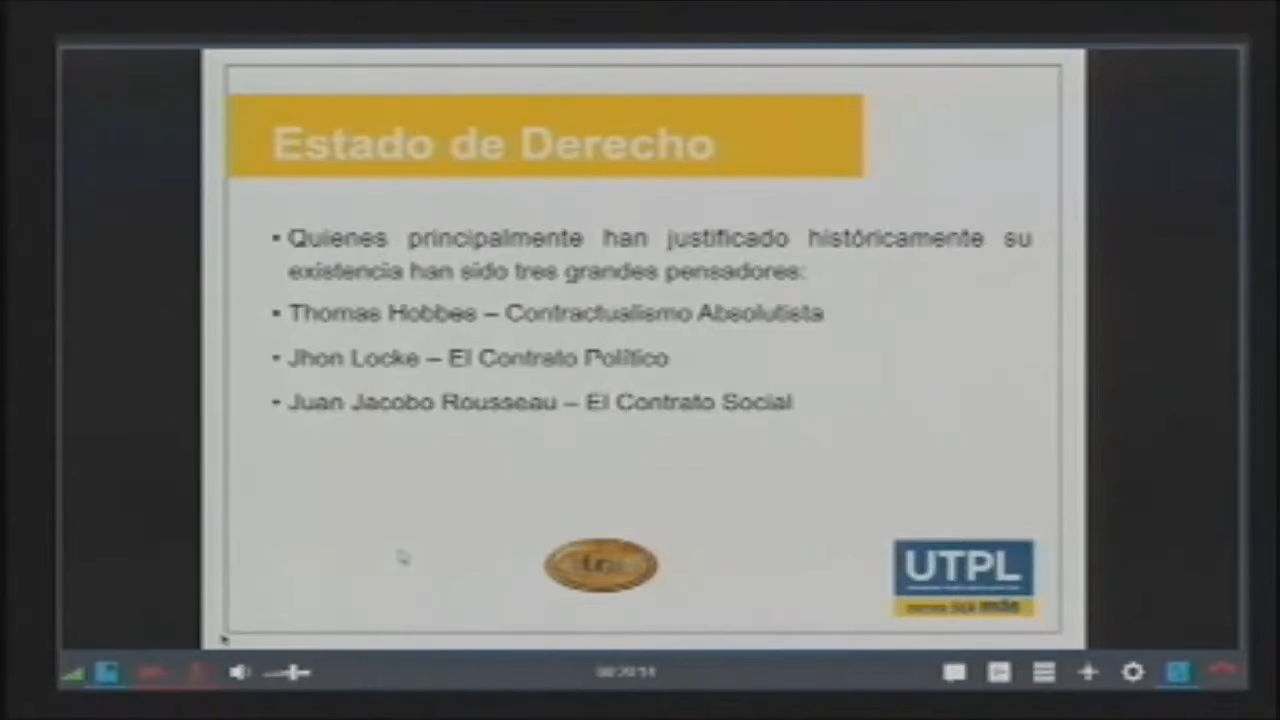 Estado de Derecho
• Quienes principalmente han justificado históricamente su
existencia han sido tres grandes pensadores:
• Thomas Hobbes – Contractualismo Absolutista
• Jhon Locke – El Contrato Político
• Juan Jacobo Rousseau – El Contrato Social
UTPL
más